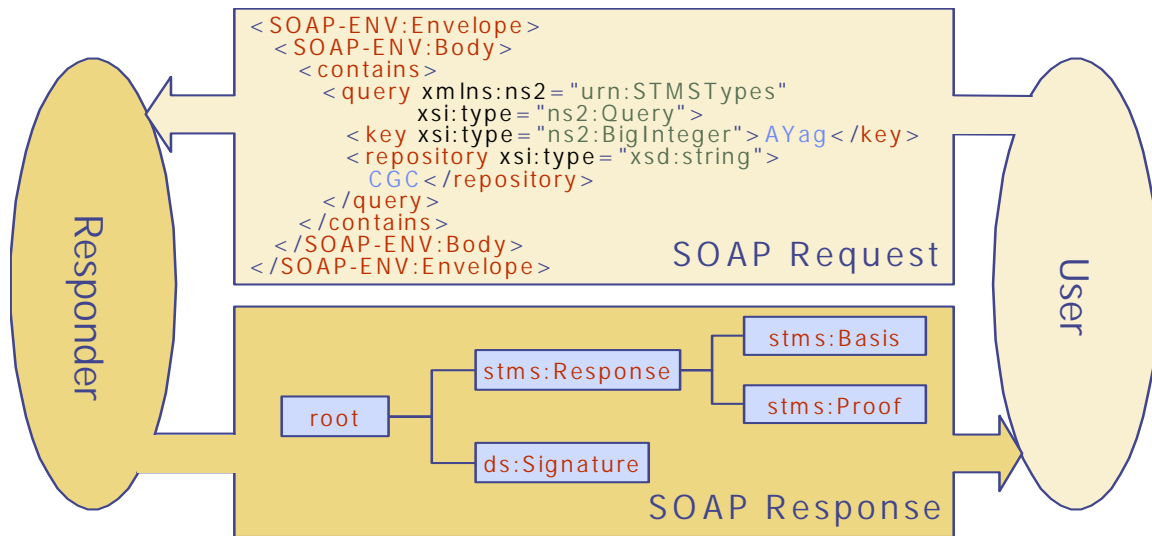 <SOAP-ENV:Envelope>
<SOAP-ENV:Body>
<contains>
<query xmlns:ns2="urn:STMSTypes"
xsi:type="ns2:Query">
<key xsi:type="ns2:BigInteger">AYag</key>
<repository xsi:type="xsd:string">
CGC</repository>
</query>
</contains>
</SOAP-ENV:Body>
</SOAP-ENV:Envelope>
SOAP Request
Responder
User
stms:Basis
stms:Response
stms:Proof
root
ds:Signature
SOAP Response